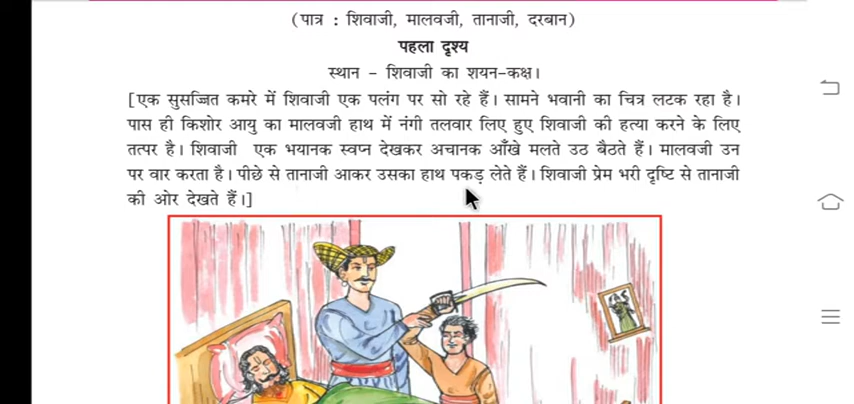 (पात्र : शिवाजी, मालवजी, तानाजी, दरबान)
पहला दृश्य
स्थान – शिवाजी का शयन-कक्ष।
[एक सुसज्जित कमरे में शिवाजी एक पलंग पर सो रहे हैं। सामने भवानी का चित्र लटक रहा है।
पास ही किशोर आयु का मालवजी हाथ में नंगी तलवार लिए हुए शिवाजी की हत्या करने के लिए
तत्पर है। शिवाजी एक भयानक स्वप्न देखकर अचानक आँखे मलते उठ बैठते हैं। मालवजी उन
पर वार करता है। पीछे से तानाजी आकर उसका हाथ पकड़ लेते हैं। शिवाजी प्रेम भरी दृष्टि से तानाजी
की ओर देखते हैं।]